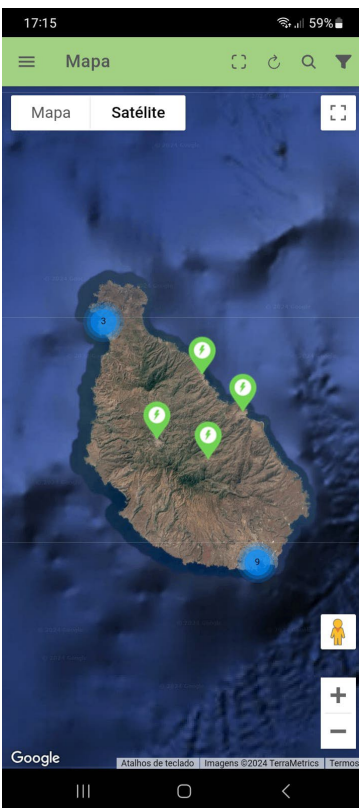 17:15
59%
Mapa
Mapa
Satélite
3
9
Google
Atalhos de teclado
Imagens ©2024 TerraMetrics
Termos